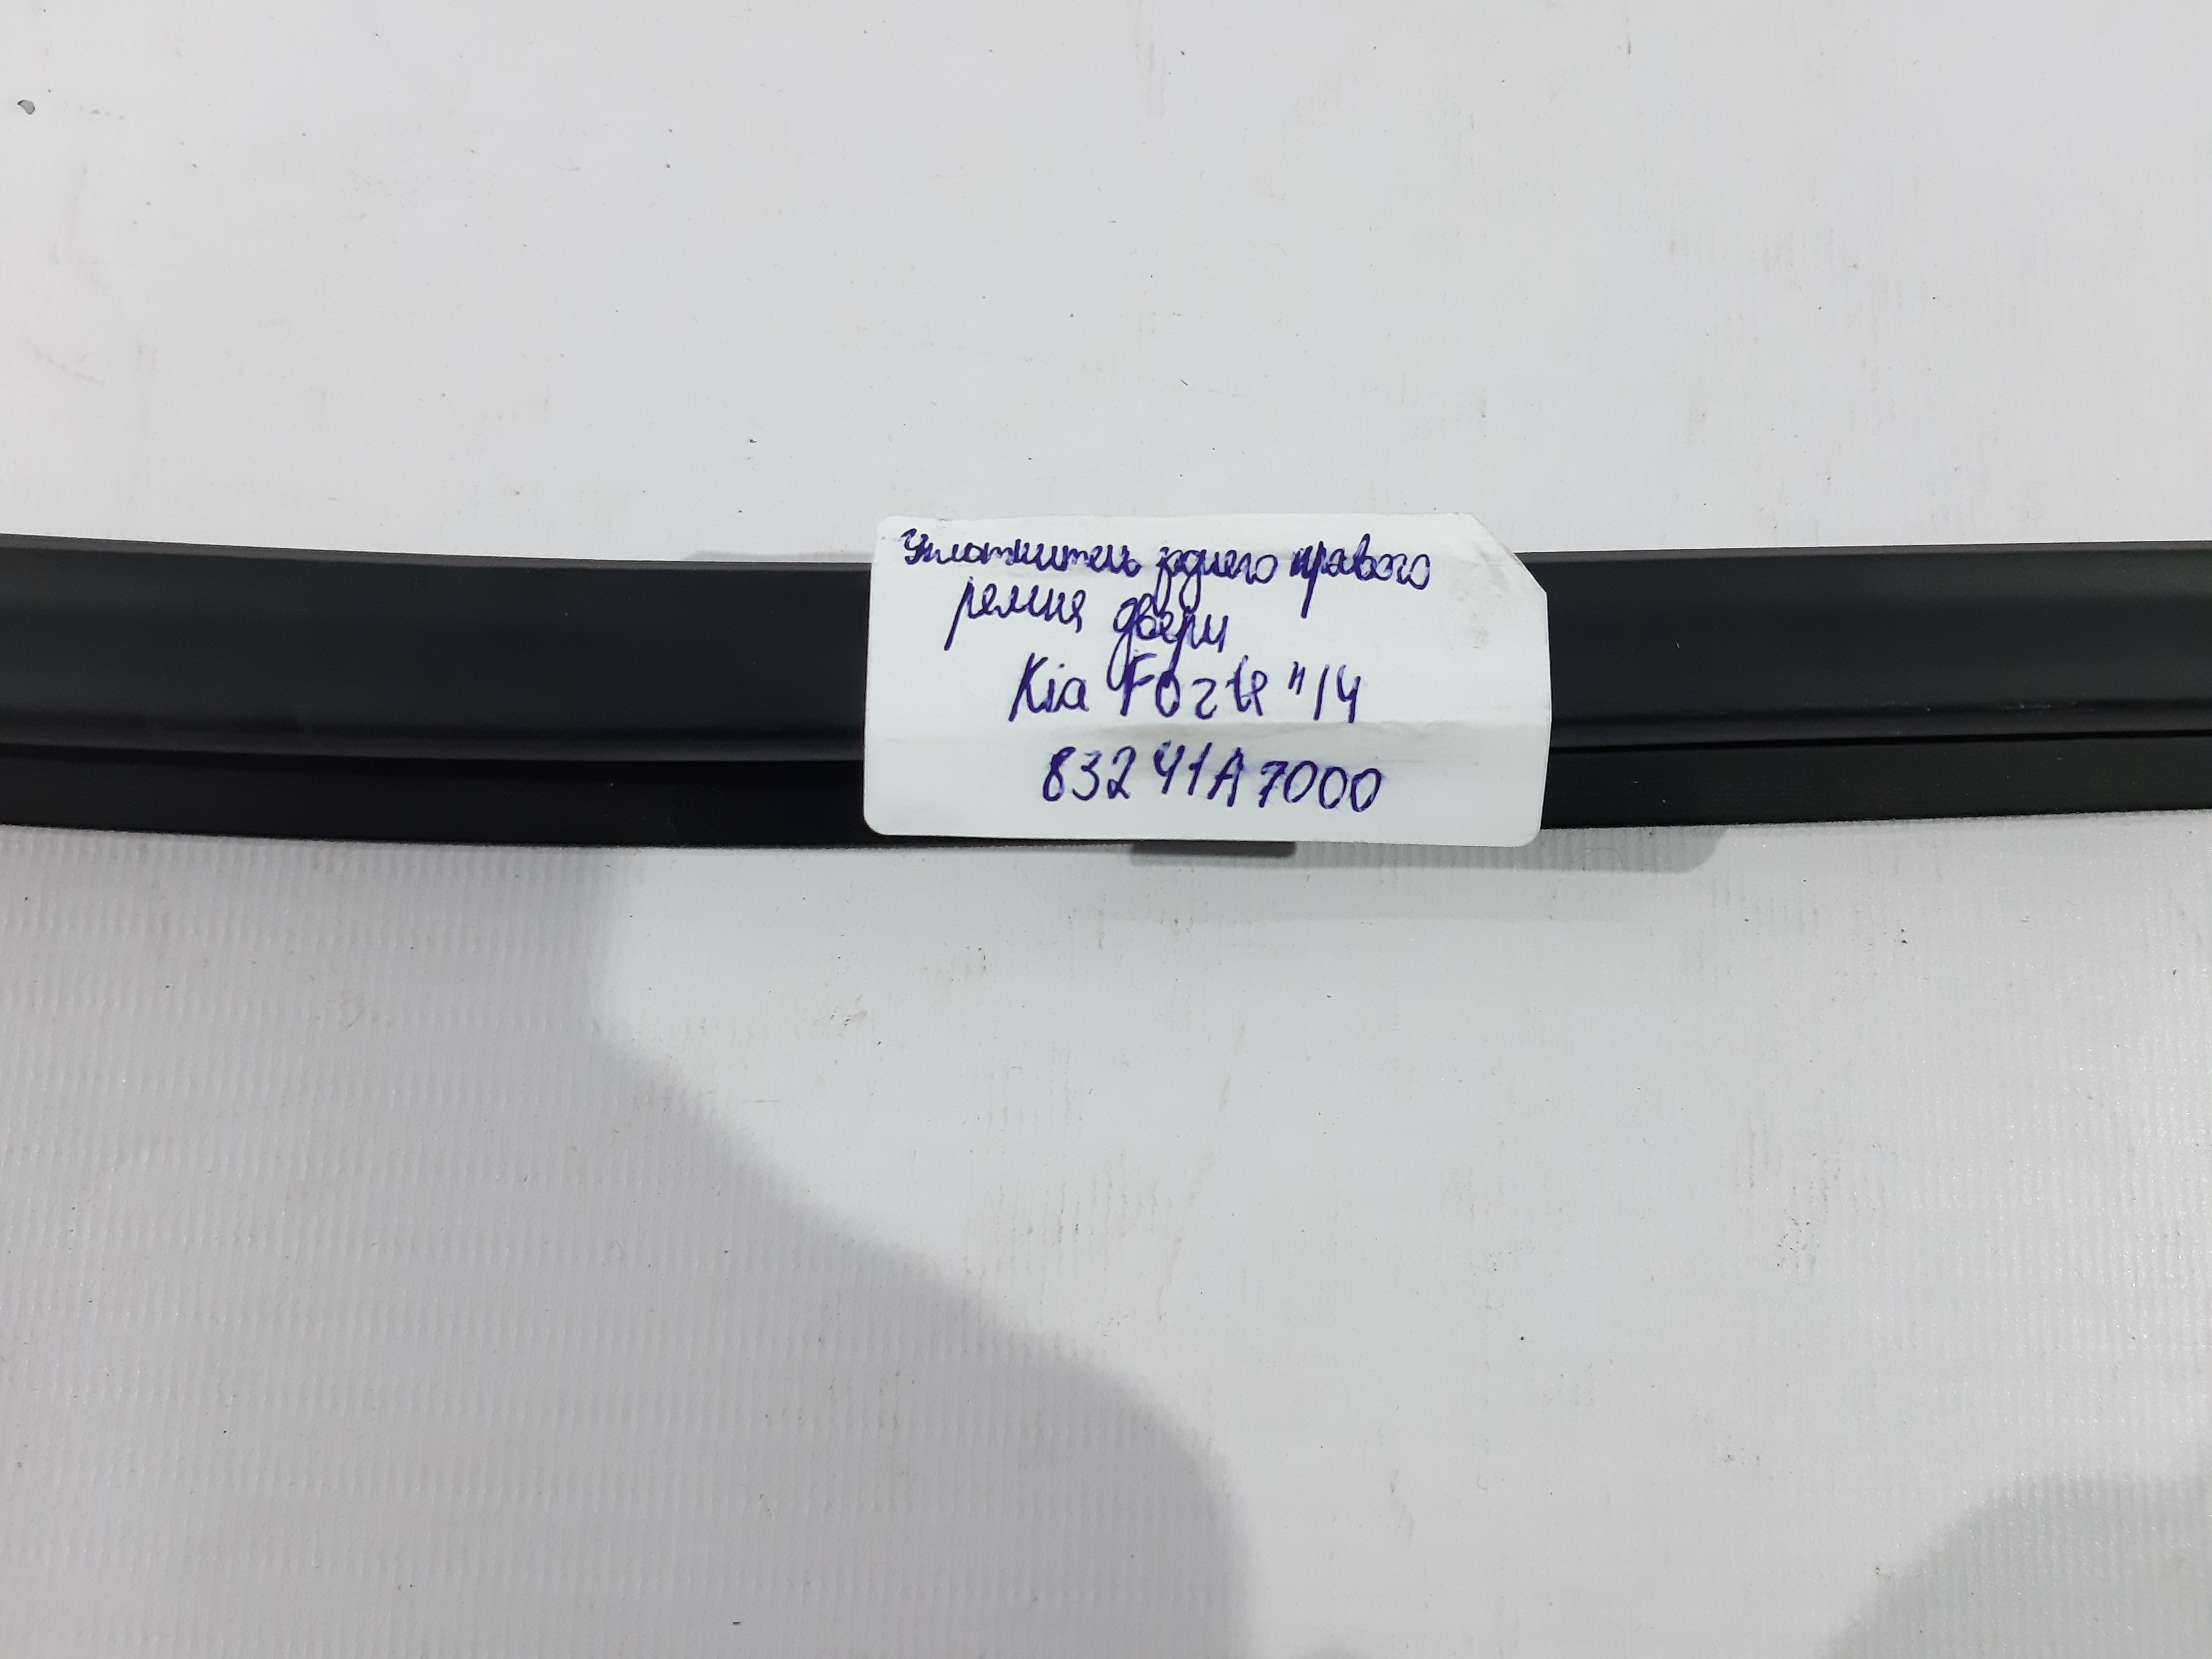 Уплотнитель заднего правого
ремня двери
Kia Forte "14
83241A7000